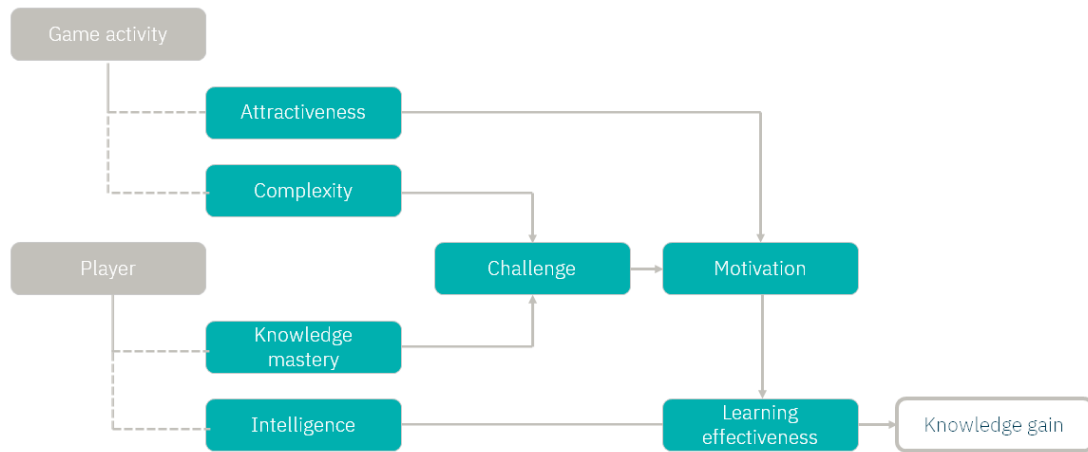 Game activity
Attractiveness
Complexity
Player
Challenge
Motivation
Knowledge
mastery
Intelligence
Learning
effectiveness
Knowledge gain